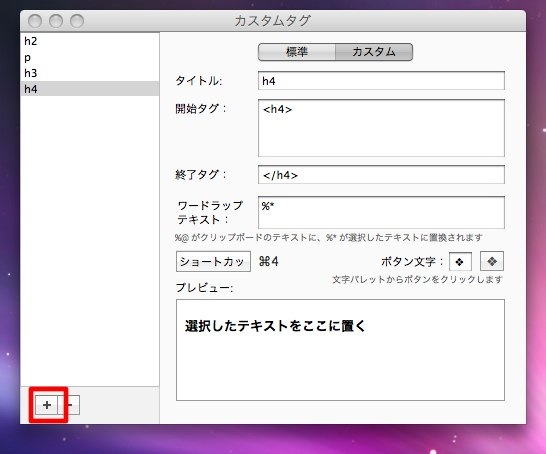 カスタムタグ
h2
p
h3
h4
標準 カスタム
タイトル: h4
開始タグ： <h4>
終了タグ： </h4>
ワードラップ
テキスト： %*
%@ がクリップボードのテキストに、%* が選択したテキストに置換されます
ショートカッ ⌘4 ボタン文字： ❖ ❖
文字パレットからボタンをクリックします
プレビュー:
選択したテキストをここに置く
+ −